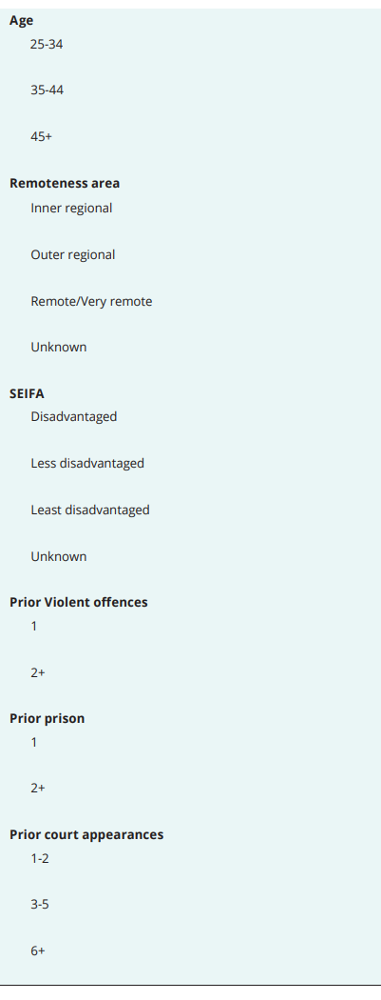 Age
25-34
35-44
45+
Remoteness area
Inner regional
Outer regional
Remote/Very remote
Unknown
SEIFA
Disadvantaged
Less disadvantaged
Least disadvantaged
Unknown
Prior Violent offences
1
2+
Prior prison
1
2+
Prior court appearances
1-2
3-5
6+